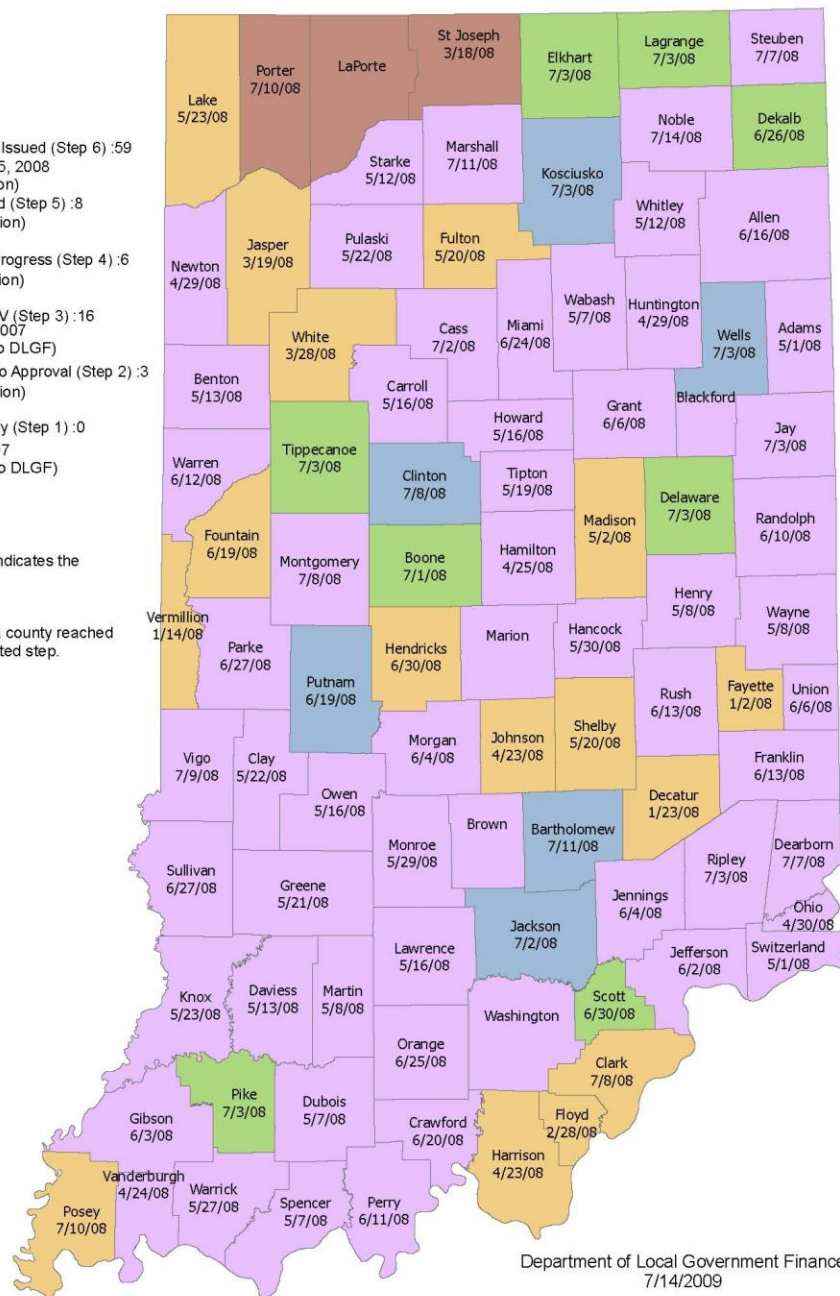 Issued (Step 6) :59
5, 2008
on)
d (Step 5) :8
ion)
rogress (Step 4) :6
ion)
V (Step 3) :16
007
o DLGF)
o Approval (Step 2) :3
ion)
y (Step 1) :0
07
o DLGF)
ndicates the
county reached
ted step.
Lake
5/23/08
Porter
7/10/08
LaPorte
St Joseph
3/18/08
Elkhart
7/3/08
Lagrange
7/3/08
Steuben
7/7/08
Noble
7/14/08
Dekalb
6/26/08
Starke
5/12/08
Marshall
7/11/08
Kosciusko
7/3/08
Whitley
5/12/08
Allen
6/16/08
Newton
4/29/08
Jasper
3/19/08
Pulaski
5/22/08
Fulton
5/20/08
White
3/28/08
Cass
7/2/08
Miami
6/24/08
Wabash
5/7/08
Huntington
4/29/08
Wells
7/3/08
Adams
5/1/08
Benton
5/13/08
Carroll
5/16/08
Howard
5/16/08
Grant
6/6/08
Blackford
Jay
7/3/08
Warren
6/12/08
Tippecanoe
7/3/08
Clinton
7/8/08
Tipton
5/19/08
Madison
5/2/08
Delaware
7/3/08
Randolph
6/10/08
Fountain
6/19/08
Montgomery
7/8/08
Boone
7/1/08
Hamilton
4/25/08
Henry
5/8/08
Wayne
5/8/08
Vermillion
1/14/08
Parke
6/27/08
Putnam
6/19/08
Hendricks
6/30/08
Marion
Hancock
5/30/08
Rush
6/13/08
Fayette
1/2/08
Union
6/6/08
Vigo
7/9/08
Clay
5/22/08
Owen
5/16/08
Morgan
6/4/08
Johnson
4/23/08
Shelby
5/20/08
Franklin
6/13/08
Decatur
1/23/08
Sullivan
6/27/08
Greene
5/21/08
Monroe
5/29/08
Brown
Bartholomew
7/11/08
Jennings
6/4/08
Ripley
7/3/08
Dearborn
7/7/08
Ohio
4/30/08
Jackson
7/2/08
Lawrence
5/16/08
Jefferson
6/2/08
Switzerland
5/1/08
Knox
5/23/08
Daviess
5/13/08
Martin
5/8/08
Orange
6/25/08
Washington
Scott
6/30/08
Clark
7/8/08
Gibson
6/3/08
Pike
7/3/08
Dubois
5/7/08
Crawford
6/20/08
Floyd
2/28/08
Harrison
4/23/08
Posey
7/10/08
Vanderburgh
4/24/08
Warrick
5/27/08
Spencer
5/7/08
Perry
6/11/08
Department of Local Government Finance
7/14/2009